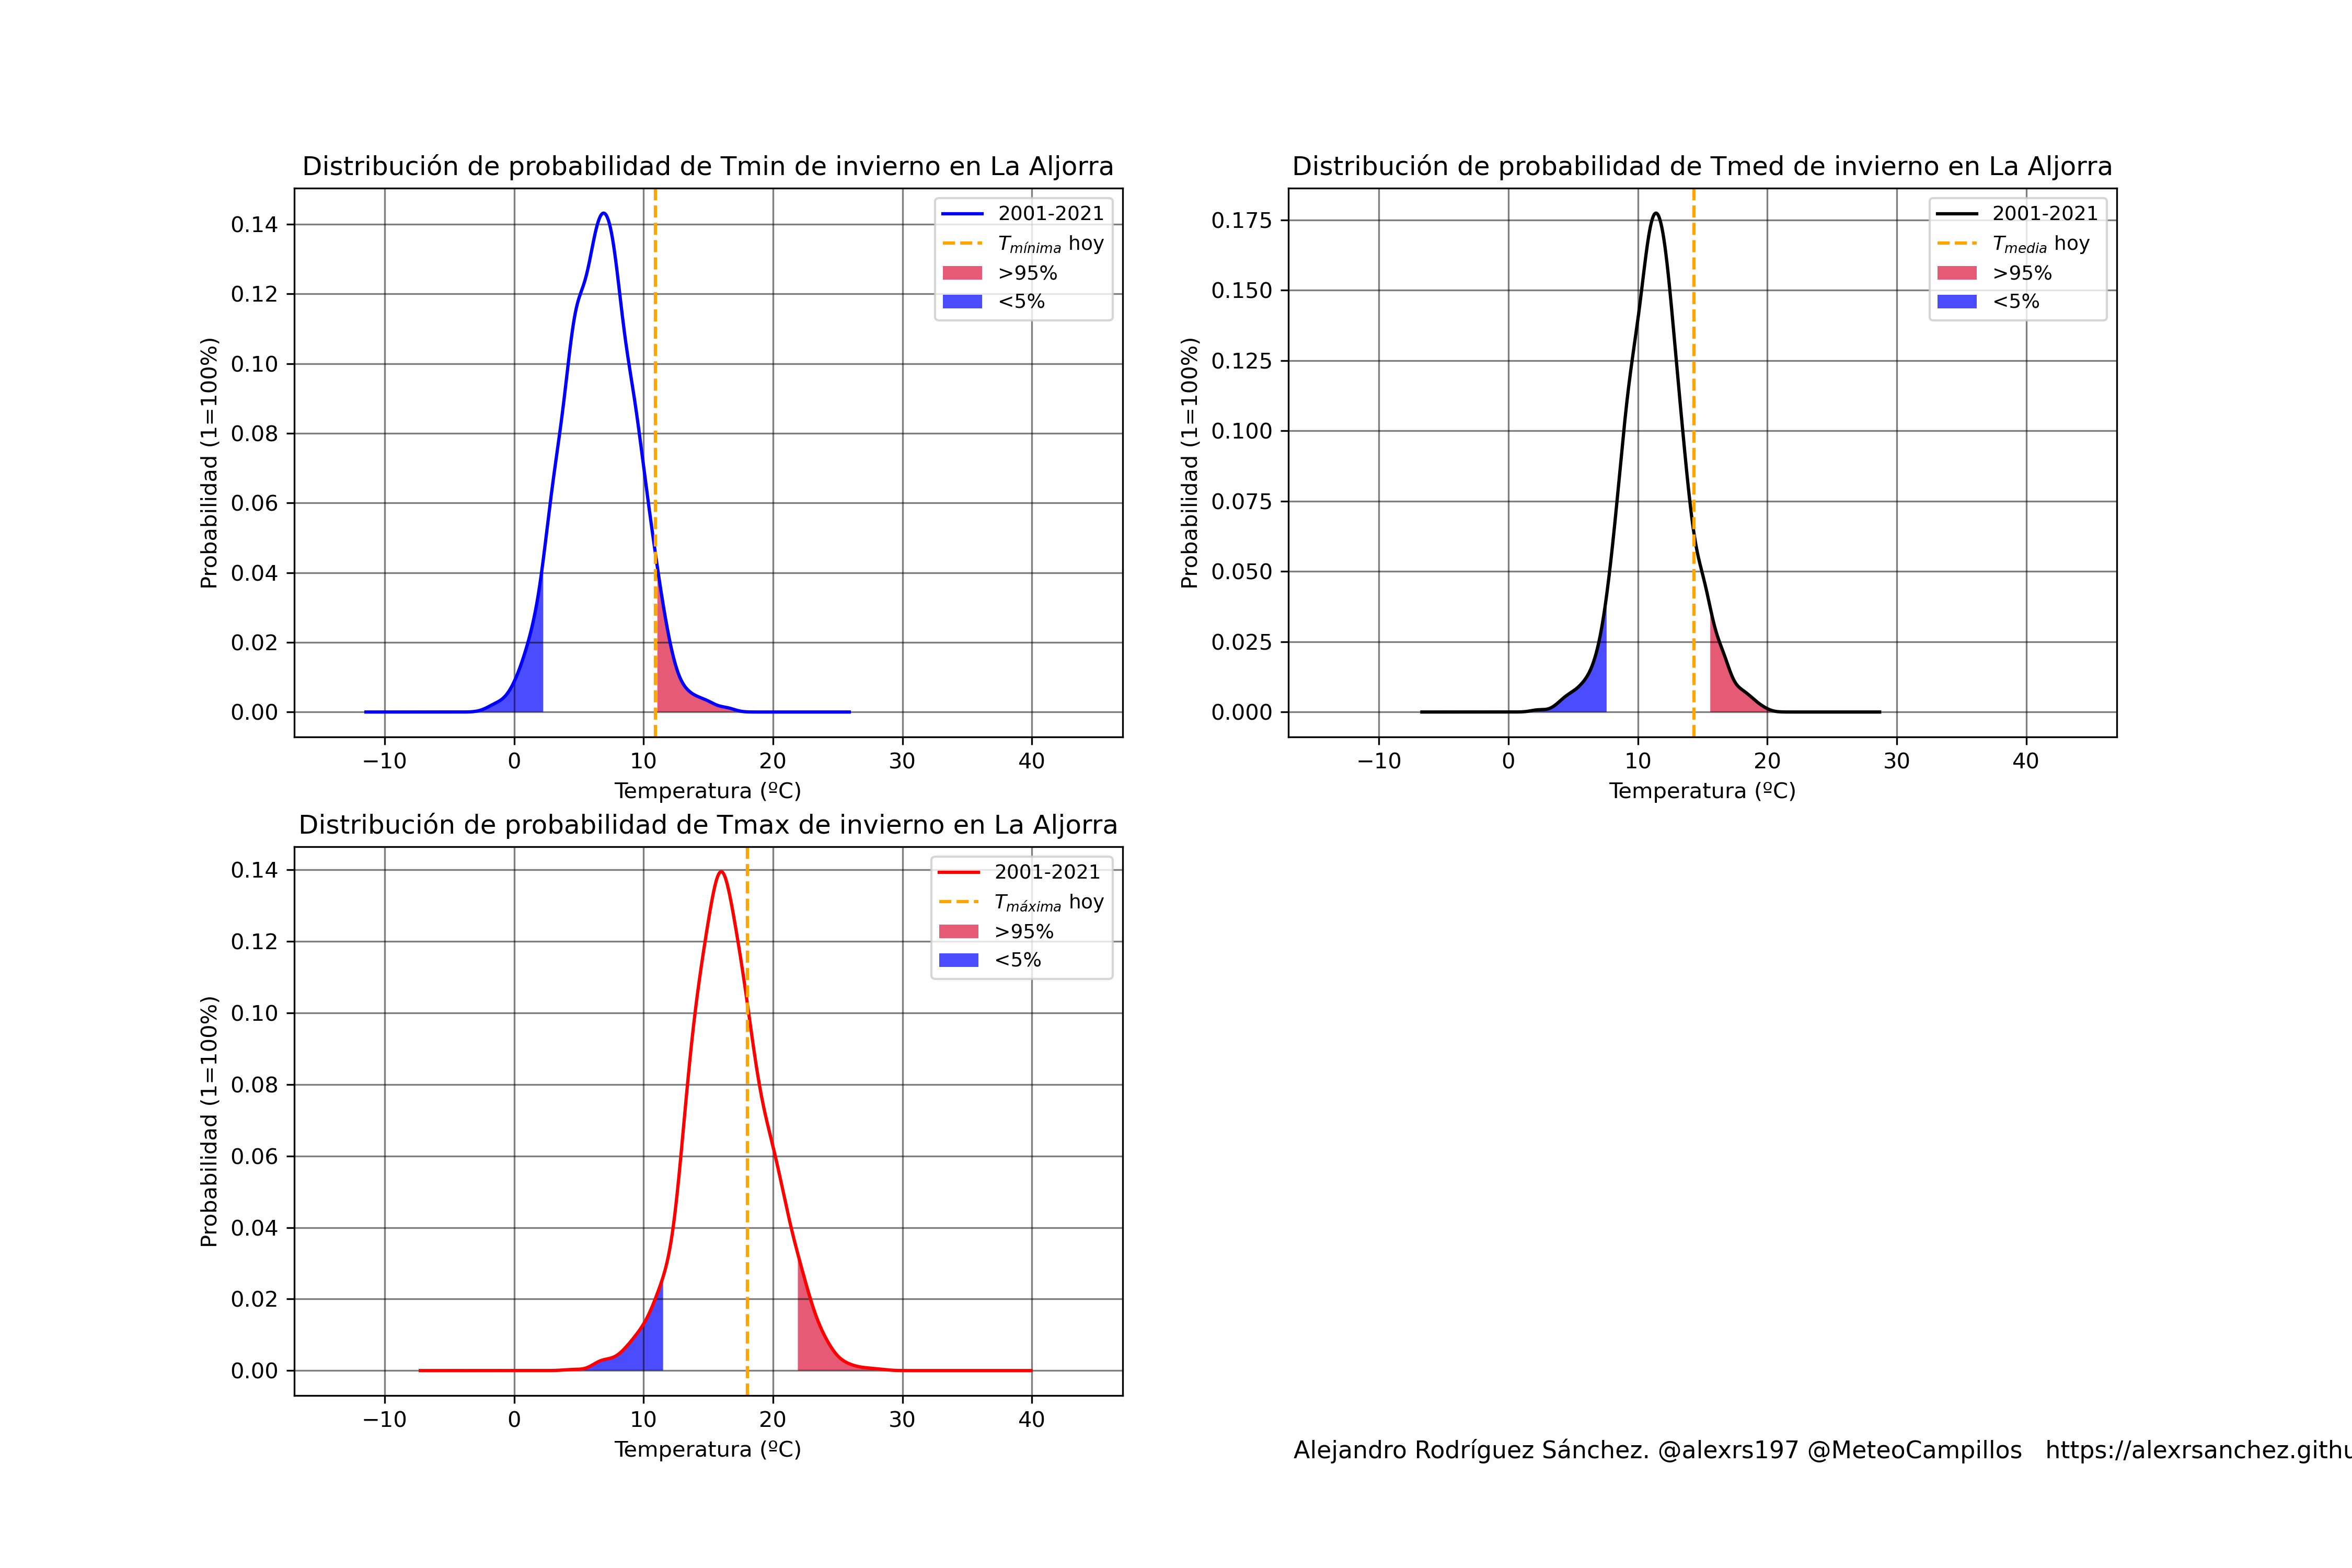 Distribución de probabilidad de Tmin de invierno en La Aljorra
0.14
0.12
0.10
0.08
0.06
0.04
0.02
0.00
Probabilidad (1=100%)
−10 0 10 20 30 40
Temperatura (ºC)
2001-2021
Tmínima hoy
>95%
<5%
Distribución de probabilidad de Tmed de invierno en La Aljorra
0.175
0.150
0.125
0.100
0.075
0.050
0.025
0.000
Probabilidad (1=100%)
−10 0 10 20 30 40
Temperatura (ºC)
2001-2021
Tmedia hoy
>95%
<5%
Distribución de probabilidad de Tmax de invierno en La Aljorra
0.14
0.12
0.10
0.08
0.06
0.04
0.02
0.00
Probabilidad (1=100%)
−10 0 10 20 30 40
Temperatura (ºC)
2001-2021
Tmáxima hoy
>95%
<5%
Alejandro Rodríguez Sánchez. @alexrs197 @MeteoCampillos https://alexrsanchez.githu